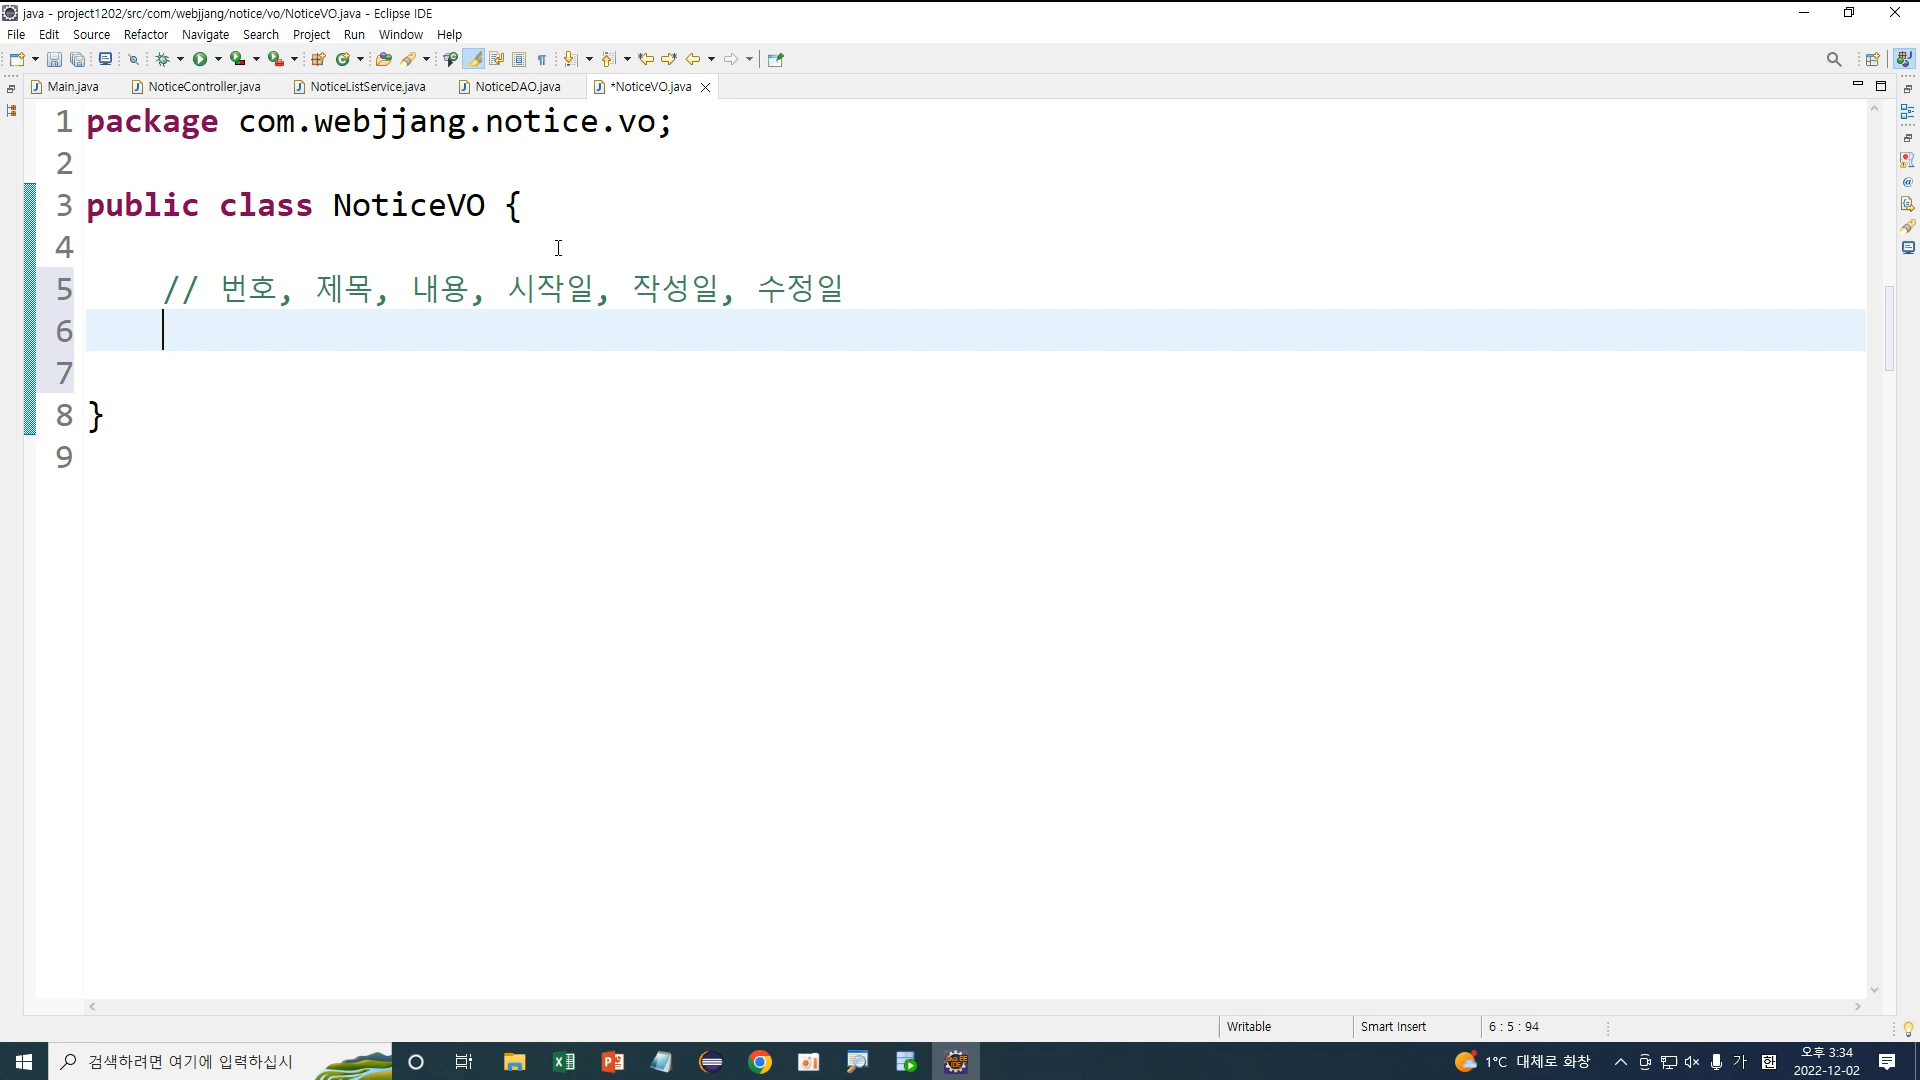 java - project1202/src/com/webjjang/notice/vo/NoticeVO.java - Eclipse IDE
File Edit Source Refactor Navigate Search Project Run Window Help
Main.java NoticeController.java NoticeListService.java NoticeDAO.java *NoticeVO.java
1 package com.webjjang.notice.vo;
2
3 public class NoticeVO {
4
5 // 번호, 제목, 내용, 시작일, 작성일, 수정일
6
7
8 }
9
Writable Smart Insert 6 : 5 : 94
검색하려면 여기에 입력하십시 1°C 대체로 화창 가 한 오후 3:34
2022-12-02